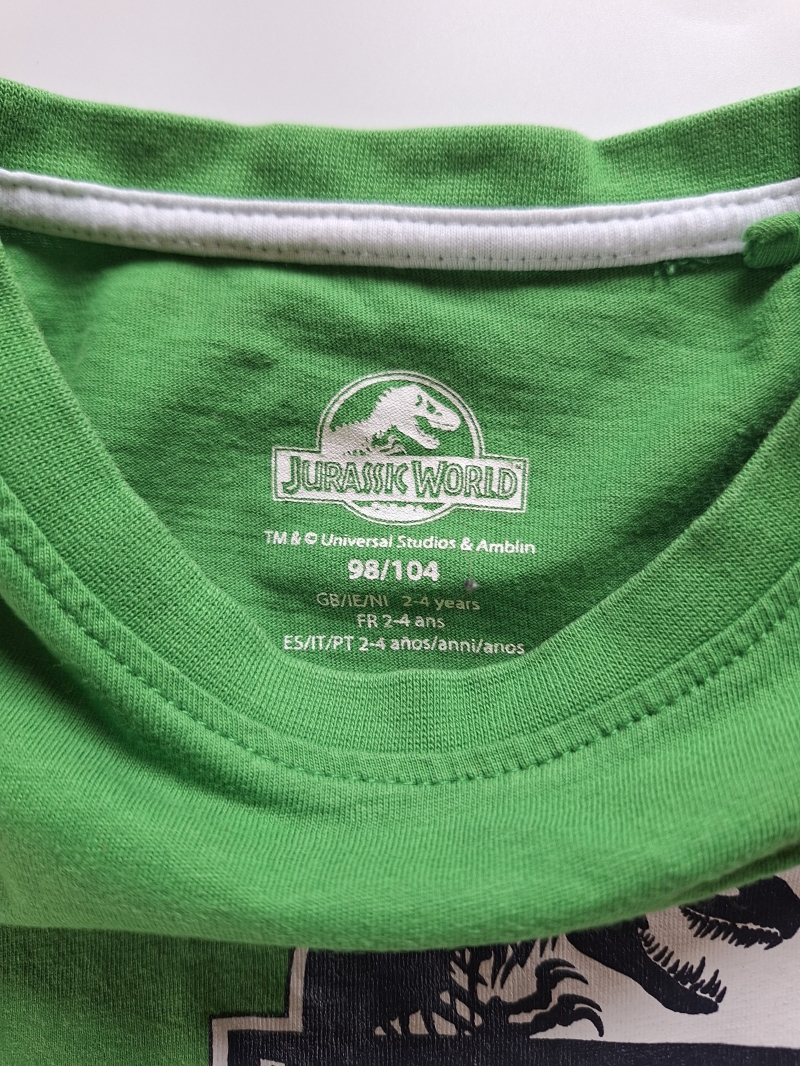 JURASSIC WORLD™
TM & © Universal Studios & Amblin
98/104
GB/IE/NI 2-4 years
FR 2-4 ans
ES/IT/PT 2-4 años/anni/anos